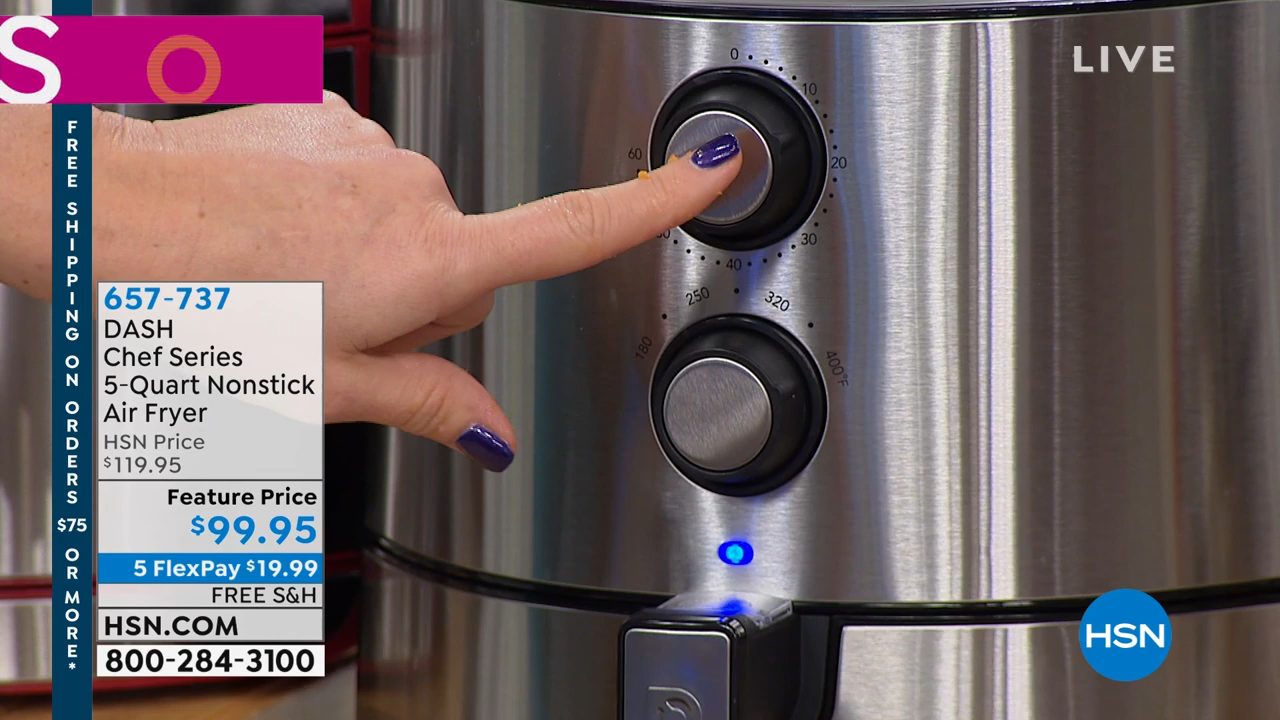 S O
LIVE
FREE SHIPPING ON ORDERS $75 OR MORE*
657-737
DASH
Chef Series
5-Quart Nonstick
Air Fryer
HSN Price
$119.95
Feature Price
$99.95
5 FlexPay $19.99
FREE S&H
HSN.COM
800-284-3100
0
10
20
30
40
60
180
250
320
400°F
HSN